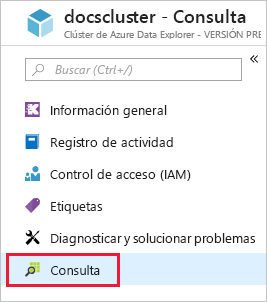 docscluster - Consulta
Clúster de Azure Data Explorer - VERSIÓN PRE
Buscar (Ctrl+/)
Información general
Registro de actividad
Control de acceso (IAM)
Etiquetas
Diagnosticar y solucionar problemas
Consulta